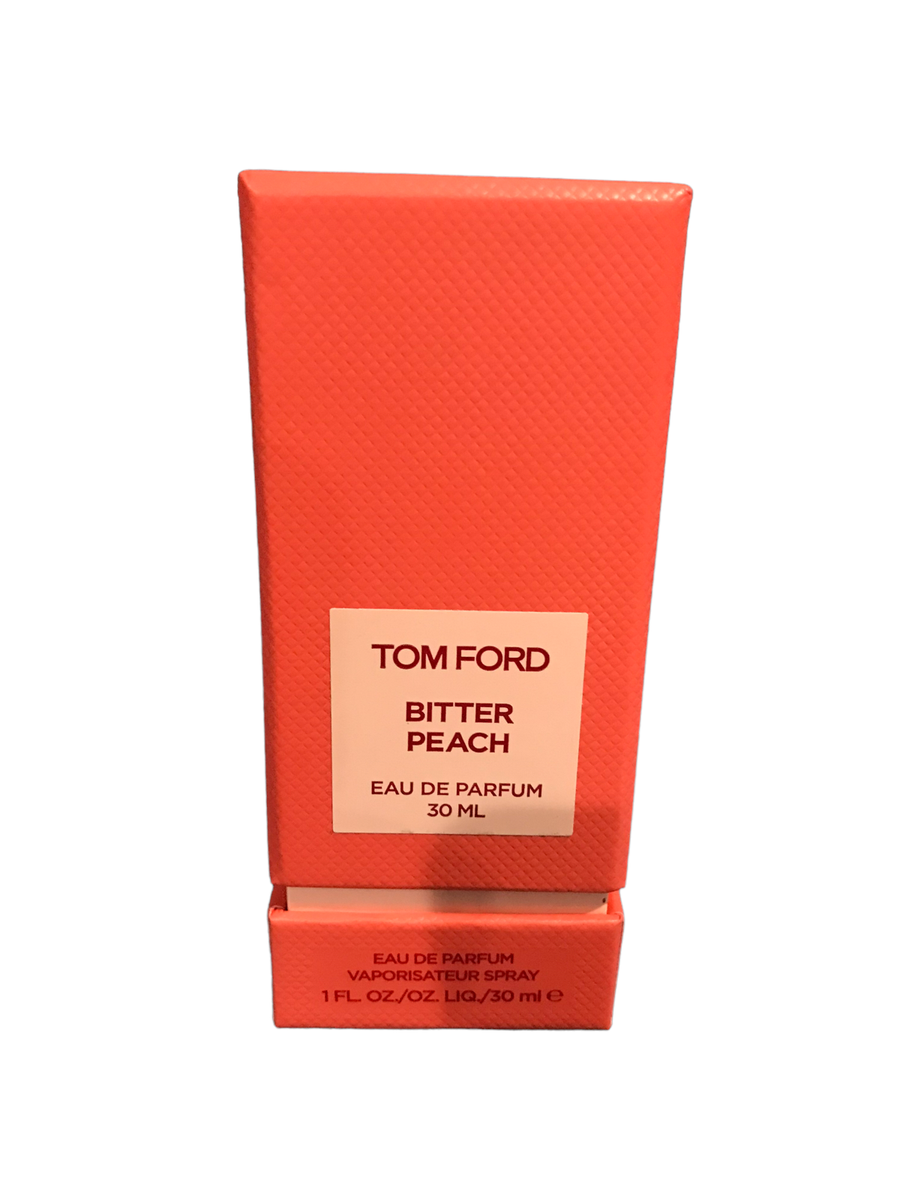 TOM FORD
BITTER
PEACH
EAU DE PARFUM
30 ML
EAU DE PARFUM
VAPORISATEUR SPRAY
1 FL. OZ./OZ. LIQ./30 ml ℮